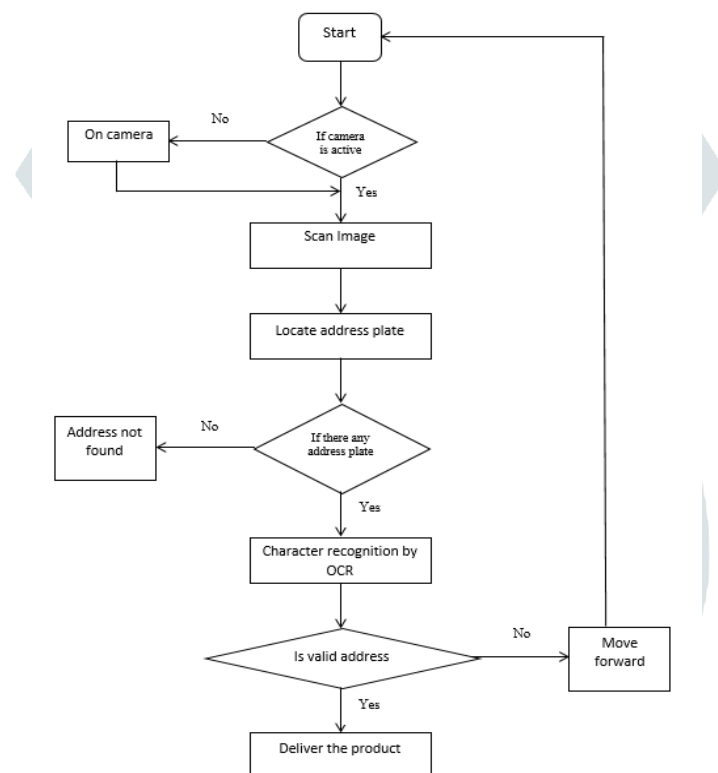 Start
If camera
is active
No
On camera
Yes
Scan Image
Locate address plate
If there any
address plate
No
Address not
found
Yes
Character recognition by
OCR
Is valid address
No
Move
forward
Yes
Deliver the product